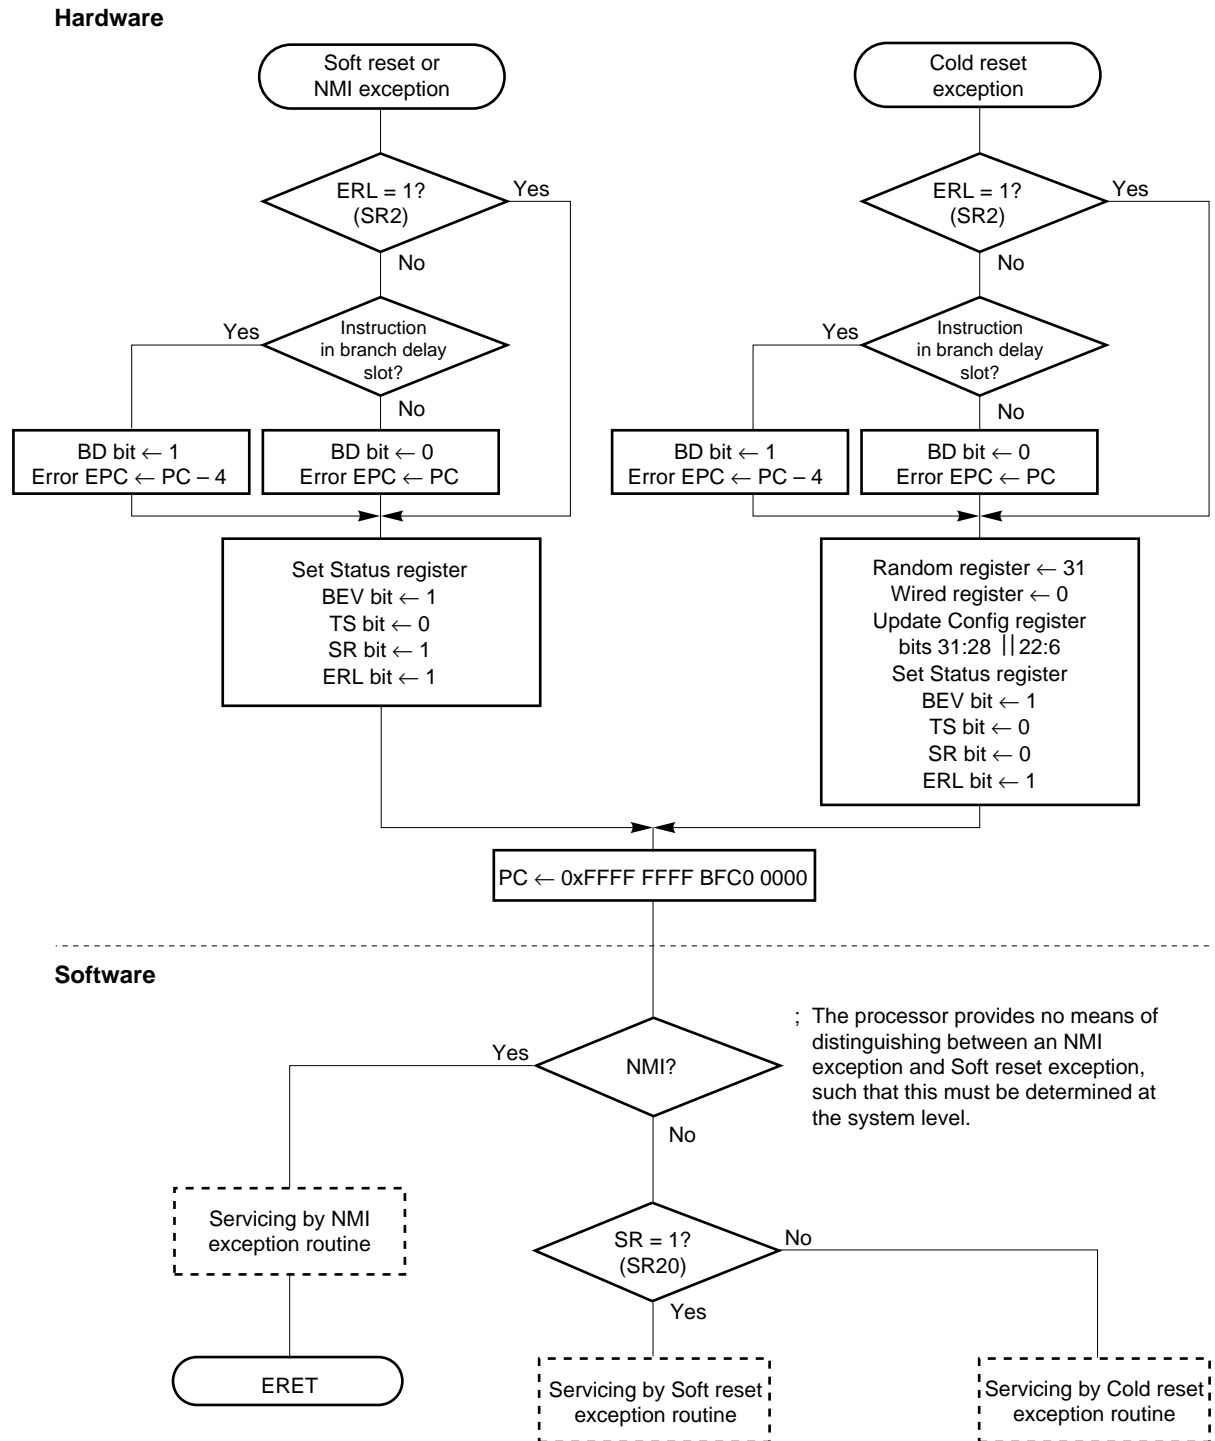 Hardware
Soft reset or
NMI exception
Cold reset
exception
ERL = 1?
(SR2)
Yes
No
ERL = 1?
(SR2)
Yes
No
Yes
Instruction
in branch delay
slot?
No
Yes
Instruction
in branch delay
slot?
No
BD bit ← 1
Error EPC ← PC – 4
BD bit ← 0
Error EPC ← PC
BD bit ← 1
Error EPC ← PC – 4
BD bit ← 0
Error EPC ← PC
Set Status register
BEV bit ← 1
TS bit ← 0
SR bit ← 1
ERL bit ← 1
Random register ← 31
Wired register ← 0
Update Config register
bits 31:28 || 22:6
Set Status register
BEV bit ← 1
TS bit ← 0
SR bit ← 0
ERL bit ← 1
PC ← 0xFFFF FFFF BFC0 0000
Software
Yes
NMI?
No
; The processor provides no means of
distinguishing between an NMI
exception and Soft reset exception,
such that this must be determined at
the system level.
Servicing by NMI
exception routine
SR = 1?
(SR20)
No
Yes
ERET
Servicing by Soft reset
exception routine
Servicing by Cold reset
exception routine